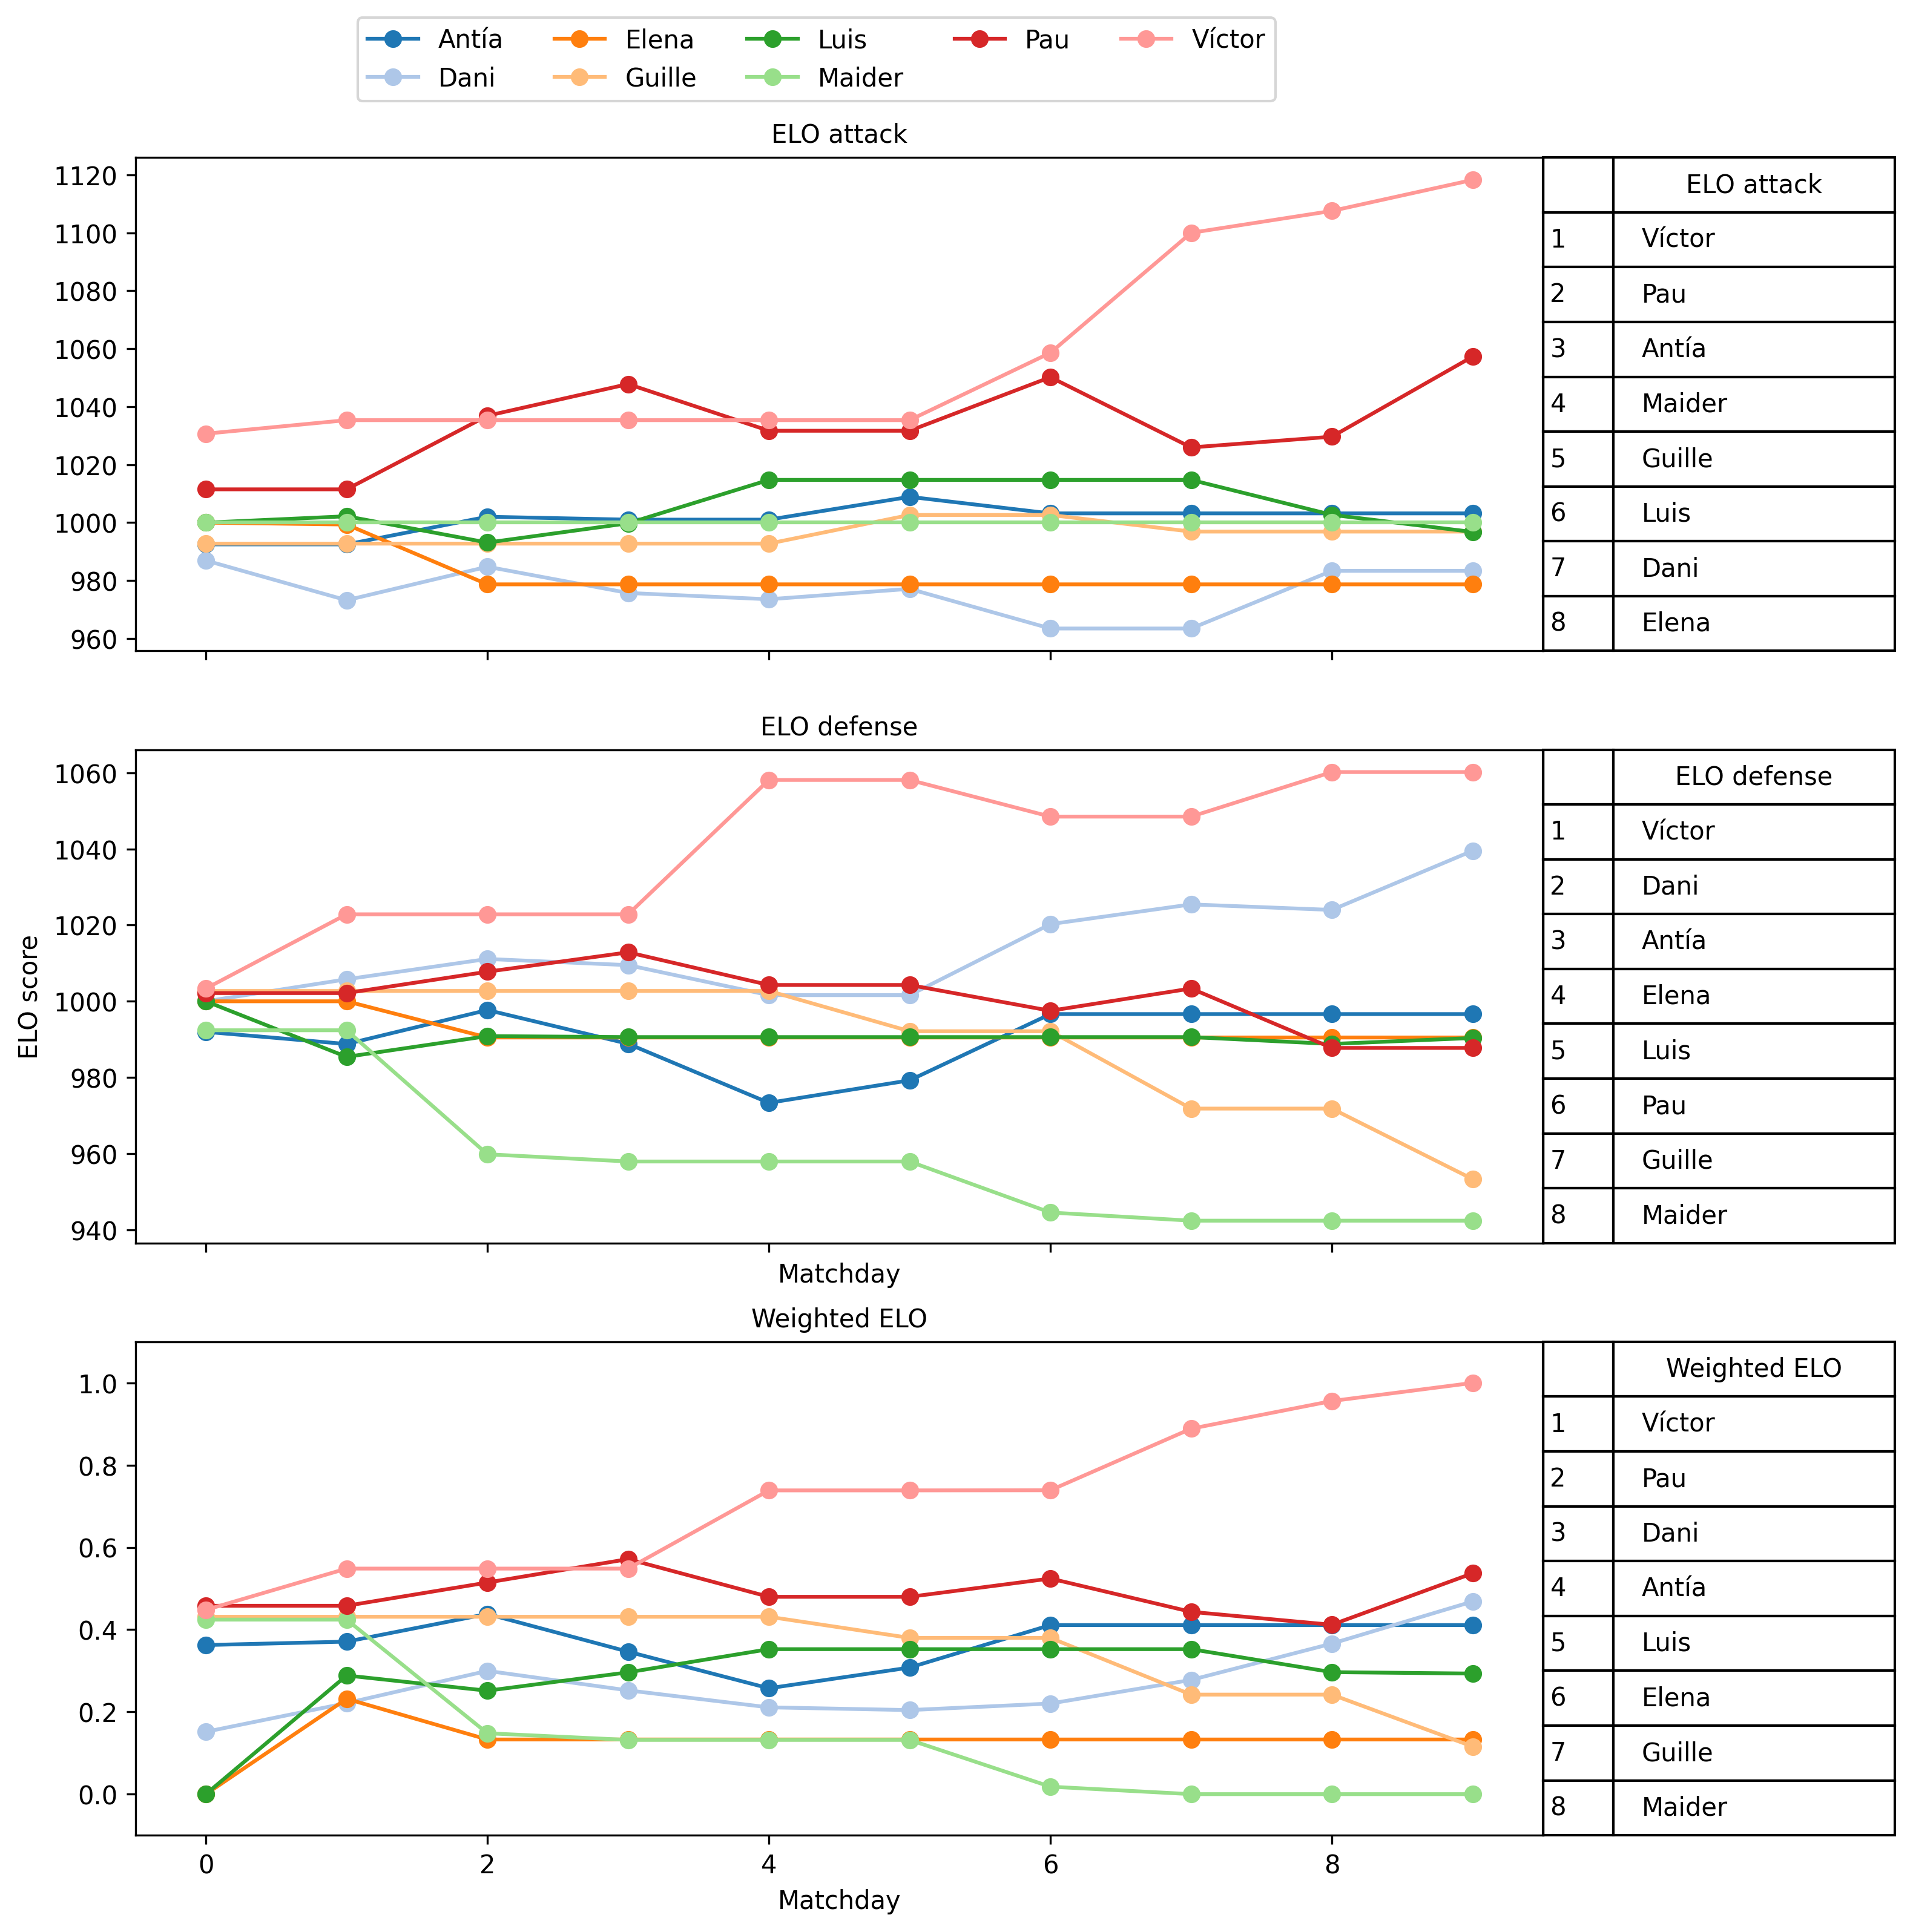 Antía Elena Luis Pau Víctor
Dani Guille Maider
ELO attack
1120
1100
1080
1060
1040
1020
1000
980
960
ELO attack
1 Víctor
2 Pau
3 Antía
4 Maider
5 Guille
6 Luis
7 Dani
8 Elena
ELO defense
ELO score
1060
1040
1020
1000
980
960
940
Matchday
ELO defense
1 Víctor
2 Dani
3 Antía
4 Elena
5 Luis
6 Pau
7 Guille
8 Maider
Weighted ELO
1.0
0.8
0.6
0.4
0.2
0.0
0 2 4 6 8
Matchday
Weighted ELO
1 Víctor
2 Pau
3 Dani
4 Antía
5 Luis
6 Elena
7 Guille
8 Maider